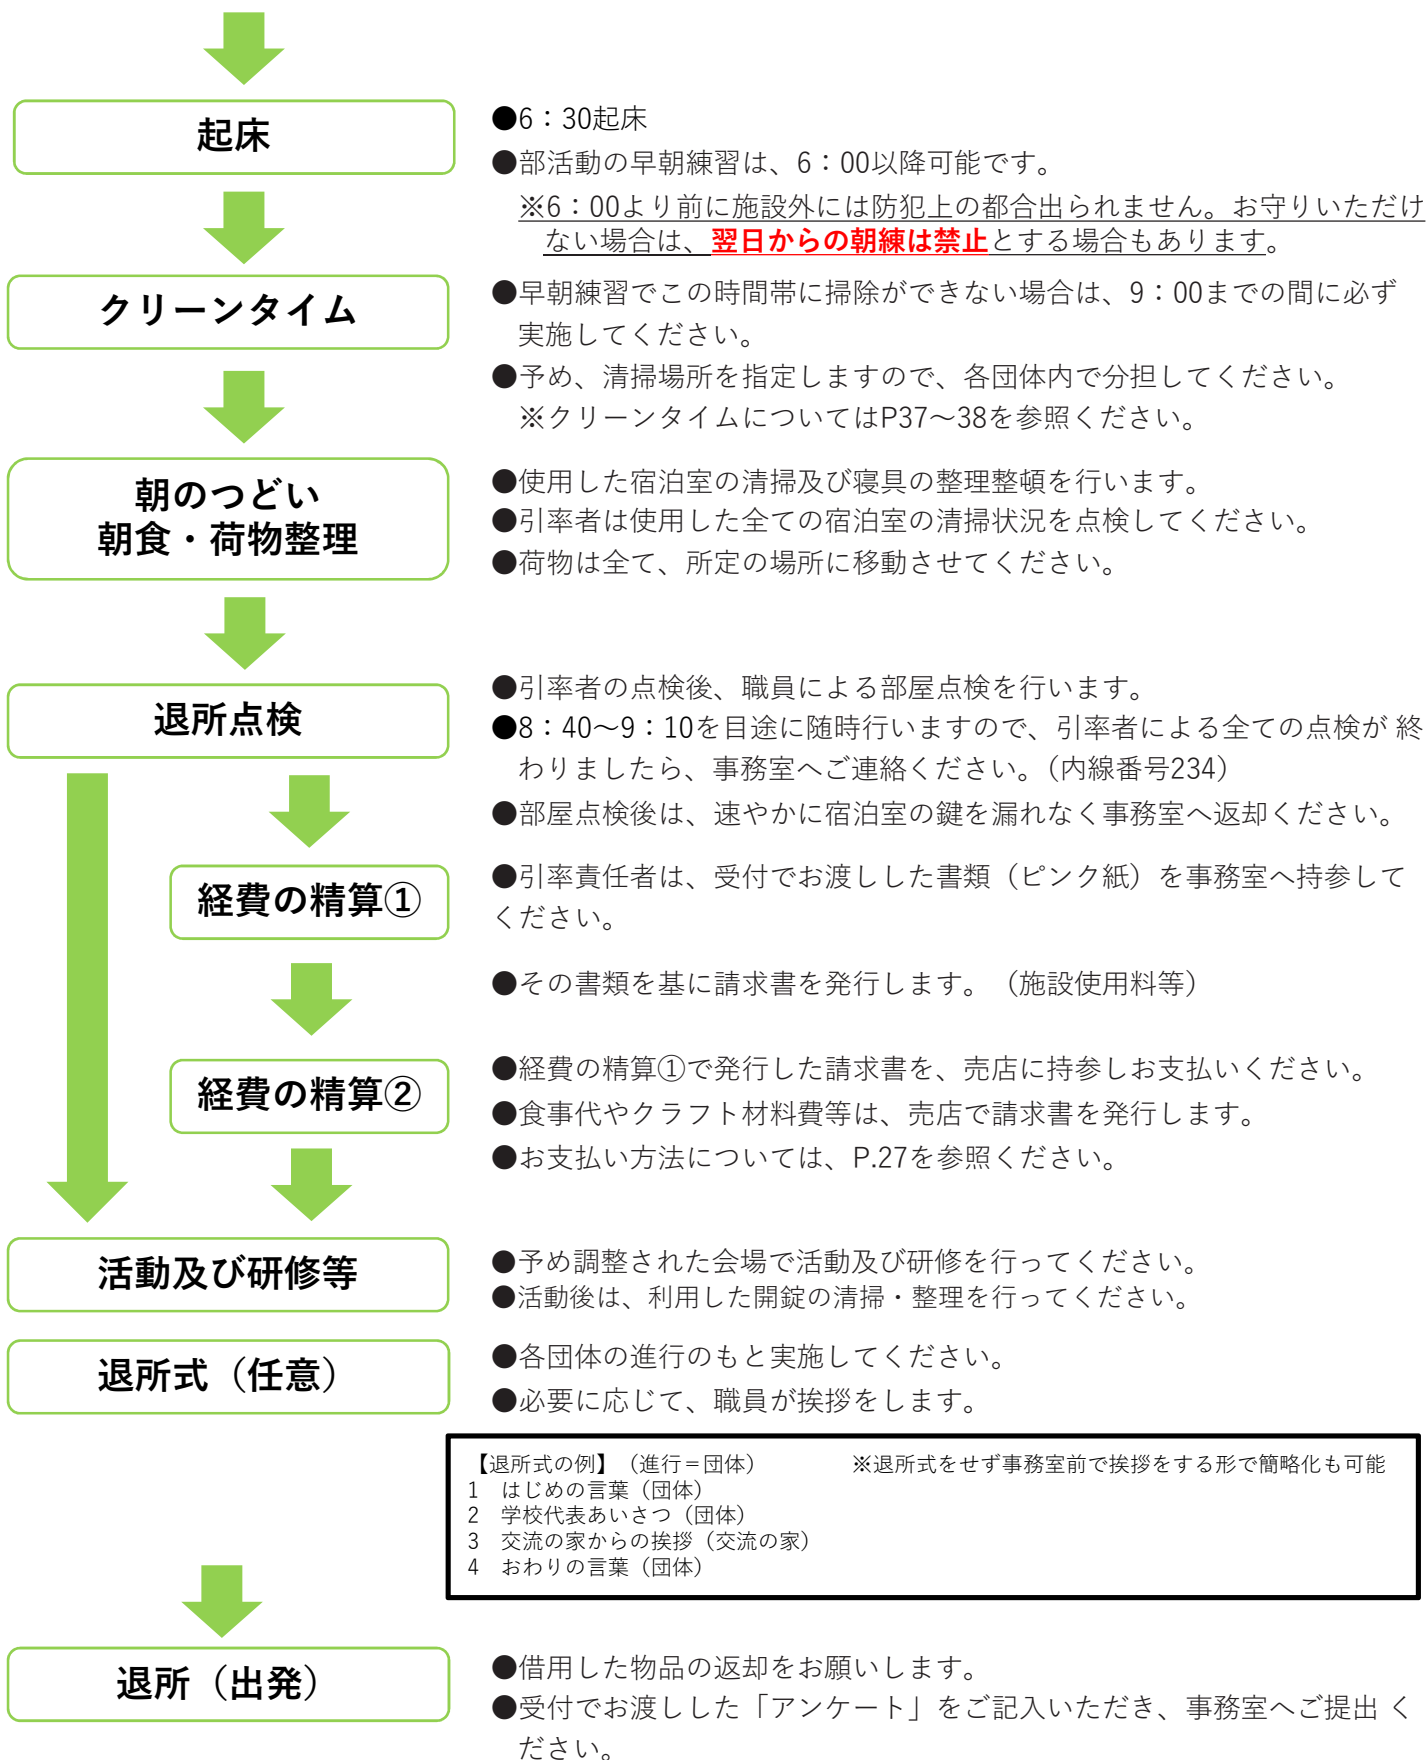 起床
●6：30起床
●部活動の早朝練習は、6：00以降可能です。
※6：00より前に施設外には防犯上の都合出られません。お守りいただけ
ない場合は、翌日からの朝練は禁止とする場合もあります。
クリーンタイム
●早朝練習でこの時間帯に掃除ができない場合は、9：00までの間に必ず
実施してください。
●予め、清掃場所を指定しますので、各団体内で分担してください。
※クリーンタイムについてはP37～38を参照ください。
朝のつどい
朝食・荷物整理
●使用した宿泊室の清掃及び寝具の整理整頓を行います。
●引率者は使用した全ての宿泊室の清掃状況を点検してください。
●荷物は全て、所定の場所に移動させてください。
退所点検
●引率者の点検後、職員による部屋点検を行います。
●8：40～9：10を目途に随時行いますので、引率者による全ての点検が 終
わりましたら、事務室へご連絡ください。（内線番号234）
●部屋点検後は、速やかに宿泊室の鍵を漏れなく事務室へ返却ください。
経費の精算①
●引率責任者は、受付でお渡しした書類（ピンク紙）を事務室へ持参して
ください。
●その書類を基に請求書を発行します。（施設使用料等）
経費の精算②
●経費の精算①で発行した請求書を、売店に持参しお支払いください。
●食事代やクラフト材料費等は、売店で請求書を発行します。
●お支払い方法については、P.27を参照ください。
活動及び研修等
●予め調整された会場で活動及び研修を行ってください。
●活動後は、利用した開錠の清掃・整理を行ってください。
退所式（任意）
●各団体の進行のもと実施してください。
●必要に応じて、職員が挨拶をします。
【退所式の例】（進行＝団体）　　　※退所式をせず事務室前で挨拶をする形で簡略化も可能
1　はじめの言葉（団体）
2　学校代表あいさつ（団体）
3　交流の家からの挨拶（交流の家）
4　おわりの言葉（団体）
退所（出発）
●借用した物品の返却をお願いします。
●受付でお渡しした「アンケート」をご記入いただき、事務室へご提出 く
ださい。